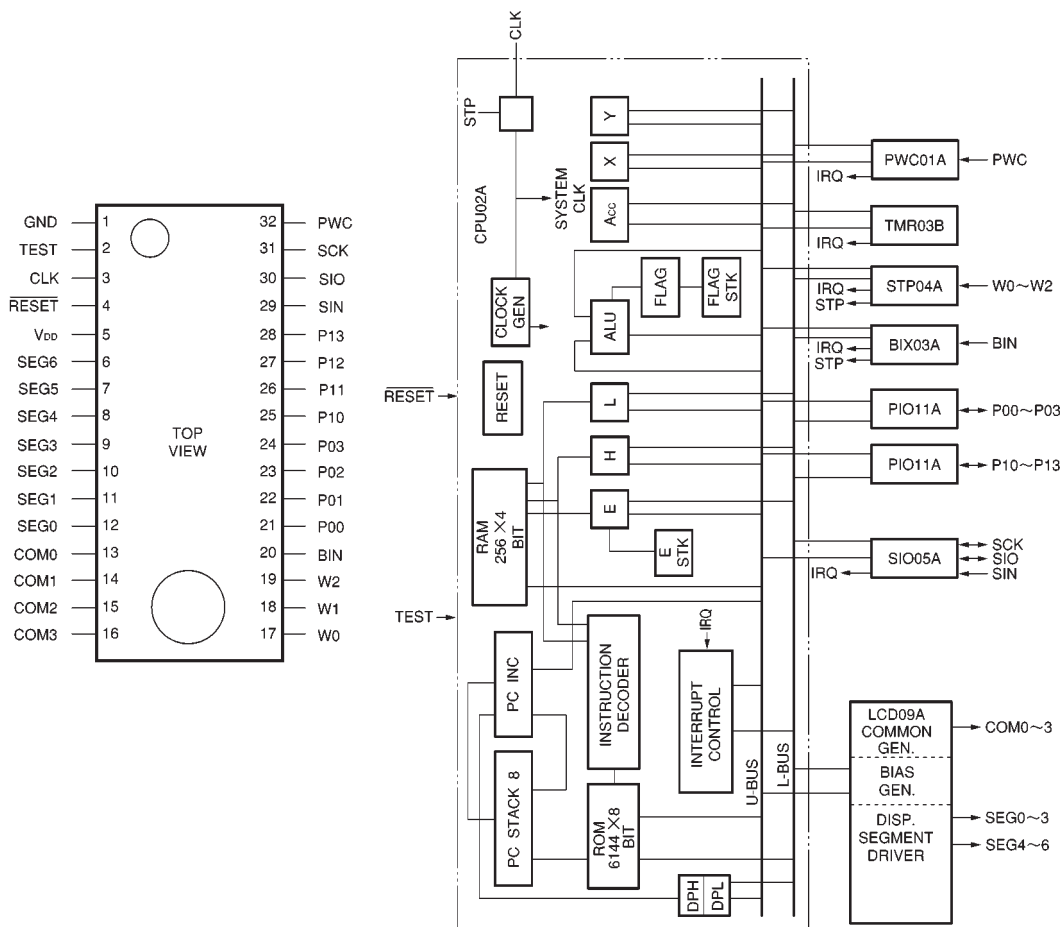 GND 1
TEST 2
CLK 3
RESET 4
VDD 5
SEG6 6
SEG5 7
SEG4 8
SEG3 9
SEG2 10
SEG1 11
SEG0 12
COM0 13
COM1 14
COM2 15
COM3 16
TOP
VIEW
32 PWC
31 SCK
30 SIO
29 SIN
28 P13
27 P12
26 P11
25 P10
24 P03
23 P02
22 P01
21 P00
20 BIN
19 W2
18 W1
17 W0
CLK
STP
CPU02A
SYSTEM
CLK
Y
X
Acc
CLOCK
GEN
ALU
FLAG
FLAG
STK
RESET
RESET
L
H
E
E
STK
RAM
256 ×4
BIT
TEST
PC INC
PC STACK 8
INSTRUCTION
DECODER
ROM
6144 ×8
BIT
IRQ
INTERRUPT
CONTROL
DPH
DPL
U-BUS
L-BUS
PWC01A
PWC
IRQ
TMR03B
IRQ
STP04A
W0~W2
IRQ
STP
BIX03A
BIN
IRQ
STP
PIO11A
P00~P03
PIO11A
P10~P13
SIO05A
SCK
SIO
SIN
IRQ
LCD09A
COMMON
GEN.
COM0~3
BIAS
GEN.
DISP.
SEGMENT
DRIVER
SEG0~3
SEG4~6